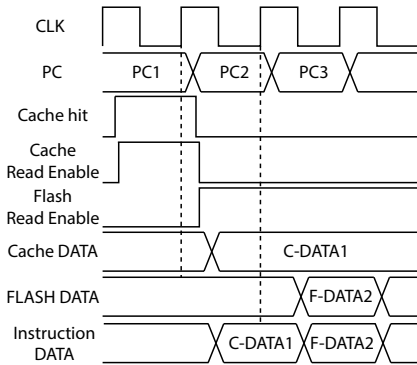 CLK
PC PC1 PC2 PC3
Cache hit
Cache
Read Enable
Flash
Read Enable
Cache DATA C-DATA1
FLASH DATA F-DATA2
Instruction
DATA C-DATA1 F-DATA2